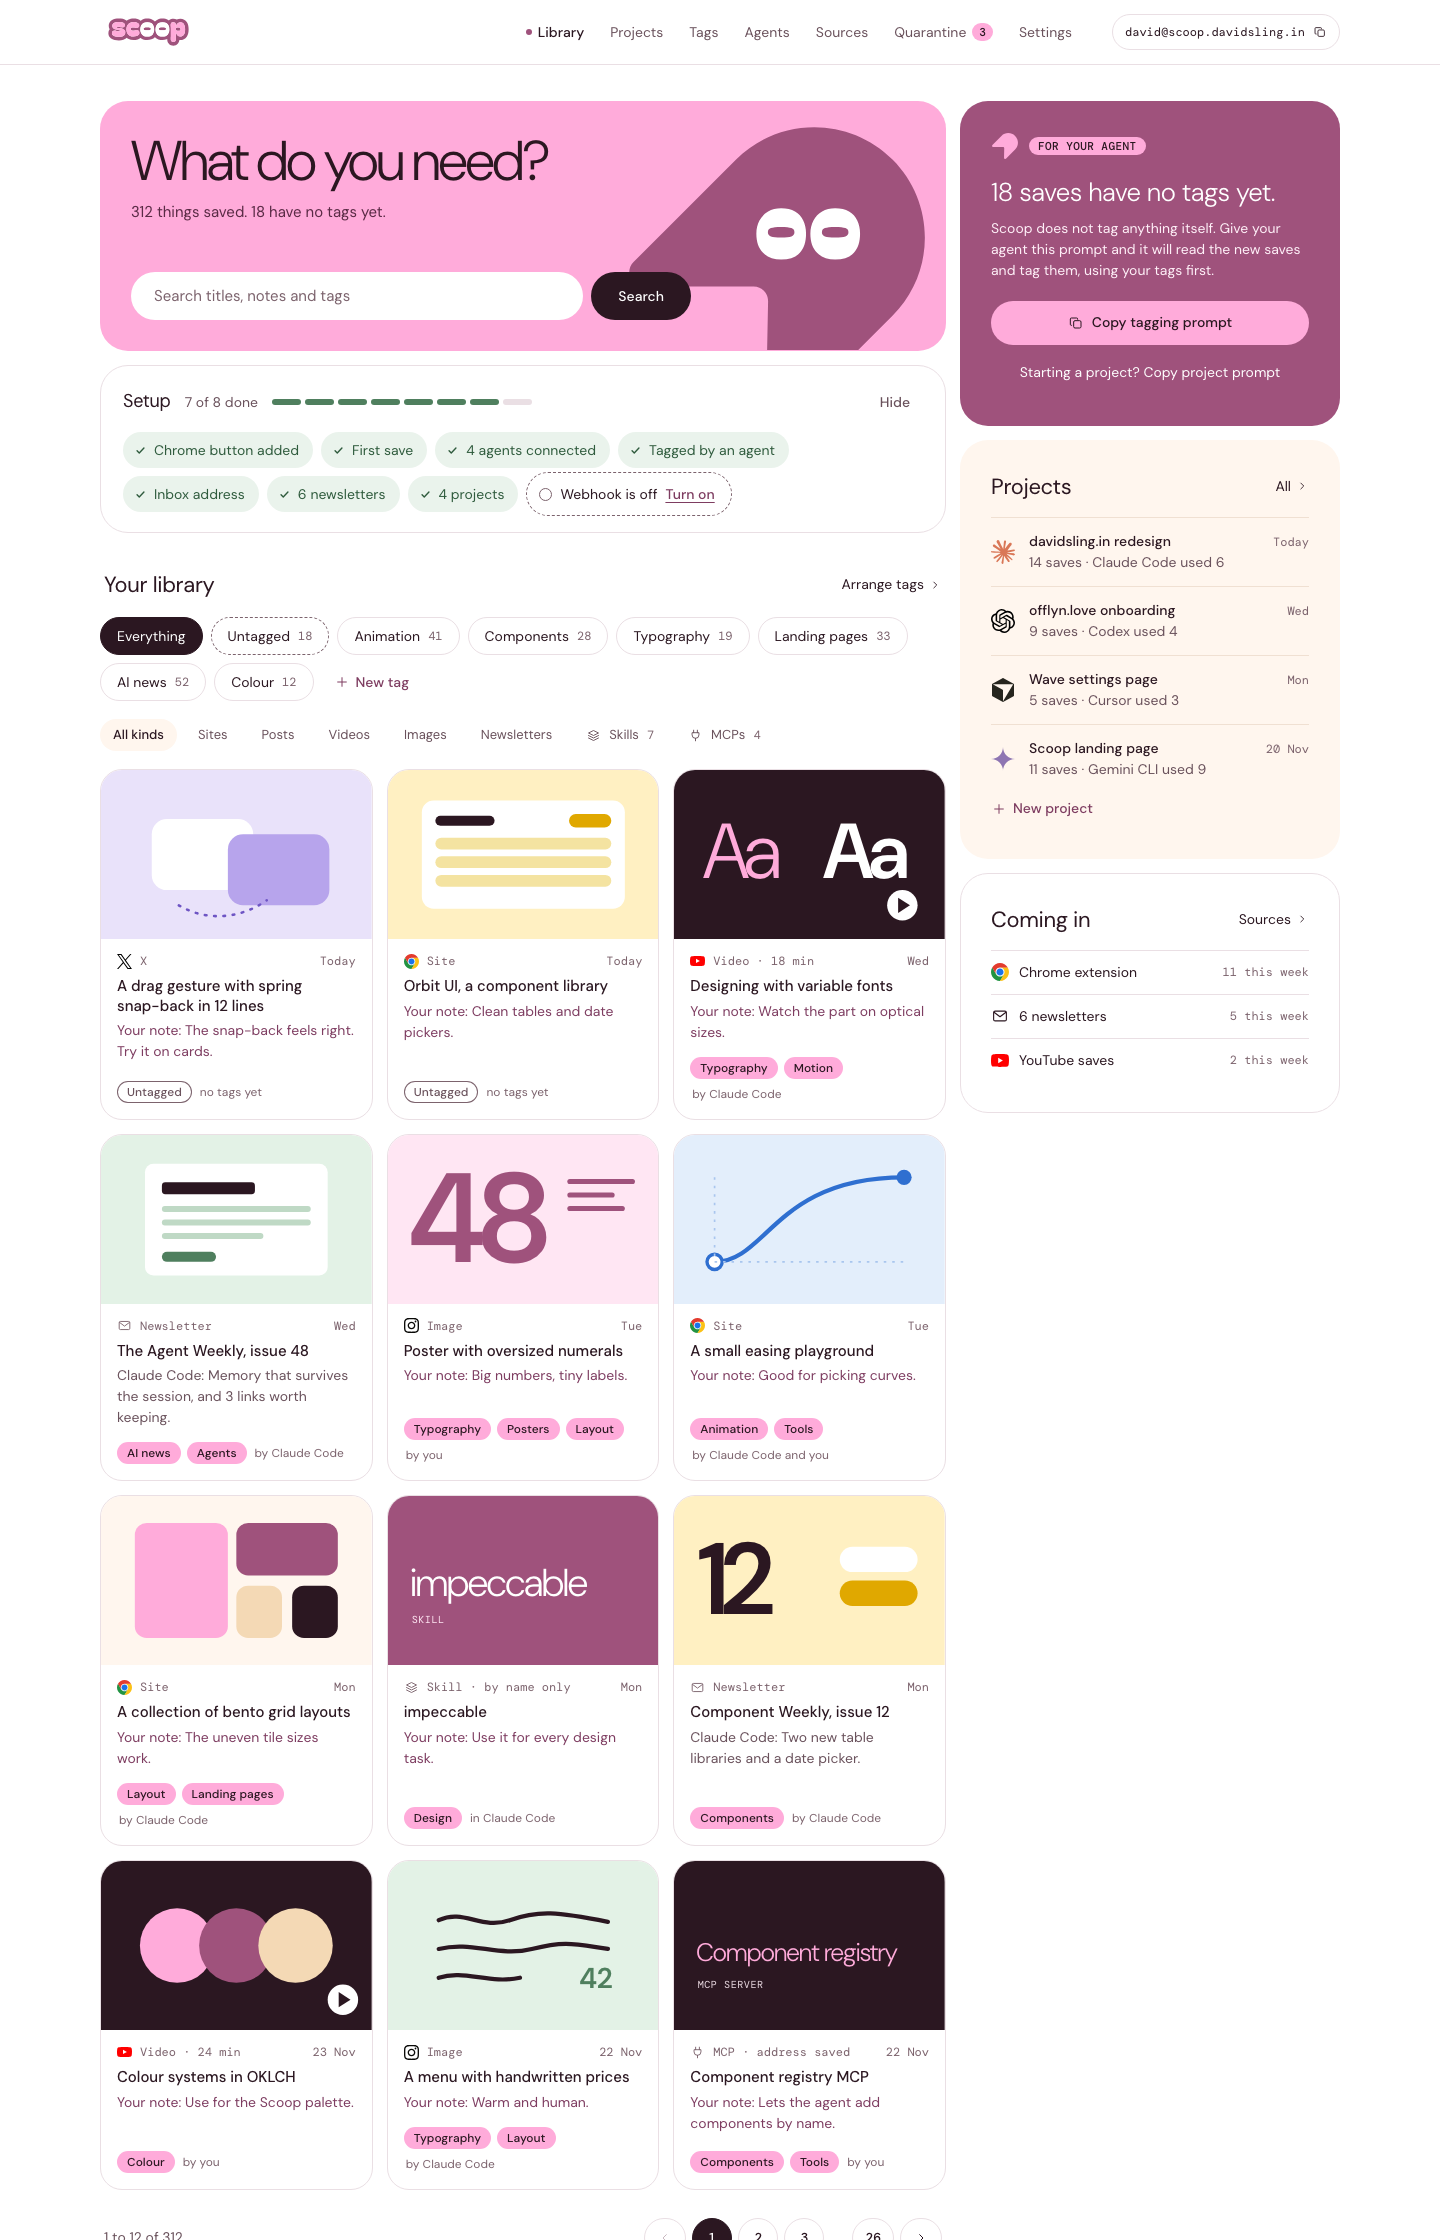 scoop
Library Projects Tags Agents Sources Quarantine 3 Settings
david@scoop.davidsling.in
What do you need?
312 things saved. 18 have no tags yet.
Search titles, notes and tags
Search
FOR YOUR AGENT
18 saves have no tags yet.
Scoop does not tag anything itself. Give your
agent this prompt and it will read the new saves
and tag them, using your tags first.
Copy tagging prompt
Starting a project? Copy project prompt
Setup 7 of 8 done Hide
Chrome button added First save 4 agents connected Tagged by an agent
Inbox address 6 newsletters 4 projects Webhook is off Turn on
Projects All
davidsling.in redesign Today
14 saves · Claude Code used 6
offlyn.love onboarding Wed
9 saves · Codex used 4
Wave settings page Mon
5 saves · Cursor used 3
Scoop landing page 20 Nov
11 saves · Gemini CLI used 9
+ New project
Coming in Sources
Chrome extension 11 this week
6 newsletters 5 this week
YouTube saves 2 this week
Your library Arrange tags
Everything Untagged 18 Animation 41 Components 28 Typography 19 Landing pages 33
AI news 52 Colour 12 + New tag
All kinds Sites Posts Videos Images Newsletters Skills 7 MCPs 4
X Today
A drag gesture with spring
snap-back in 12 lines
Your note: The snap-back feels right.
Try it on cards.
Untagged no tags yet
Site Today
Orbit UI, a component library
Your note: Clean tables and date
pickers.
Untagged no tags yet
Aa Aa
Video · 18 min Wed
Designing with variable fonts
Your note: Watch the part on optical
sizes.
Typography Motion
by Claude Code
Newsletter Wed
The Agent Weekly, issue 48
Claude Code: Memory that survives
the session, and 3 links worth
keeping.
AI news Agents by Claude Code
48
Image Tue
Poster with oversized numerals
Your note: Big numbers, tiny labels.
Typography Posters Layout
by you
Site Tue
A small easing playground
Your note: Good for picking curves.
Animation Tools
by Claude Code and you
Site Mon
A collection of bento grid layouts
Your note: The uneven tile sizes
work.
Layout Landing pages
by Claude Code
impeccable
SKILL
Skill · by name only Mon
impeccable
Your note: Use it for every design
task.
Design in Claude Code
12
Newsletter Mon
Component Weekly, issue 12
Claude Code: Two new table
libraries and a date picker.
Components by Claude Code
Video · 24 min 23 Nov
Colour systems in OKLCH
Your note: Use for the Scoop palette.
Colour by you
42
Image 22 Nov
A menu with handwritten prices
Your note: Warm and human.
Typography Layout
by Claude Code
Component registry
MCP SERVER
MCP · address saved 22 Nov
Component registry MCP
Your note: Lets the agent add
components by name.
Components Tools by you
1 to 12 of 312
1 2 3 26